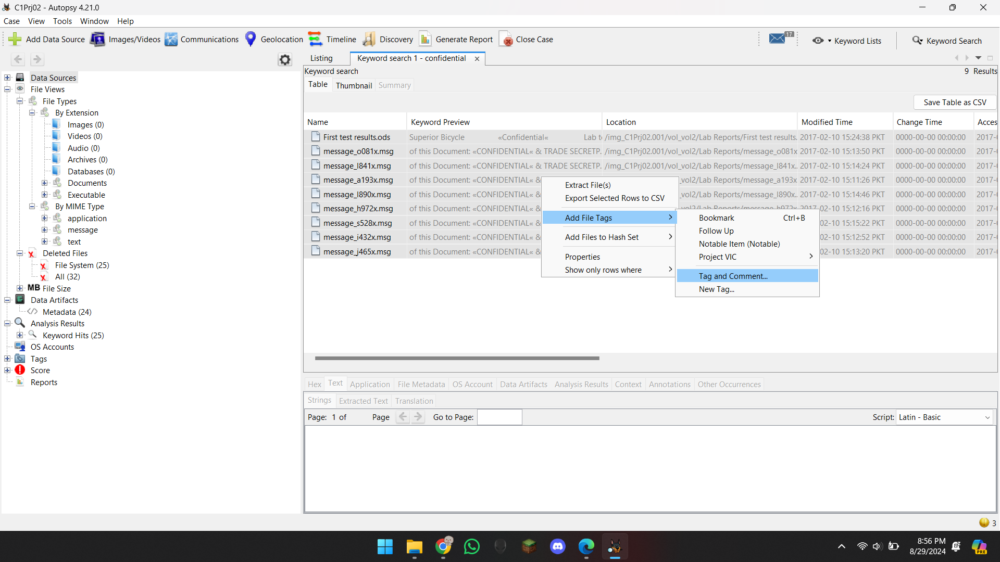 C1Prj02 - Autopsy 4.21.0
Case View Tools Window Help
Add Data Source Images/Videos Communications Geolocation Timeline Discovery Generate Report Close Case 17 Keyword Lists Keyword Search
Listing Keyword search 1 - confidential
Keyword search 9 Results
Table Thumbnail Summary
Save Table as CSV
Name Keyword Preview Location Modified Time Change Time Acces
First test results.ods Superior Bicycle «Confidential« Lab t /img_C1Prj02.001/vol_vol2/Lab Reports/First test results. 2017-02-10 15:24:38 PKT 0000-00-00 00:00:00 2017-
message_o081x.msg of this Document: «CONFIDENTIAL« & TRADE SECRETP. /img_C1Prj02.001/vol_vol2/Lab Reports/message_o081x 2017-02-10 15:13:50 PKT 0000-00-00 00:00:00 2017-
message_l841x.msg of this Document: «CONFIDENTIAL« & TRADE SECRETP. /img_C1Prj02.001/vol_vol2/Lab Reports/message_l841x.. 2017-02-10 15:14:24 PKT 0000-00-00 00:00:00 2017-
message_a193x.msg of this Document: «CONFIDENTIAL« & _vol2/Lab Reports/message_a193x 2017-02-10 15:11:26 PKT 0000-00-00 00:00:00 2017-
message_l890x.msg of this Document: «CONFIDENTIAL« & _vol2/Lab Reports/message_l890x.. 2017-02-10 15:14:46 PKT 0000-00-00 00:00:00 2017-
message_h972x.msg of this Document: «CONFIDENTIAL« & _vol2/Lab Reports/message_h972x 2017-02-10 15:12:16 PKT 0000-00-00 00:00:00 2017-
message_s528x.msg of this Document: «CONFIDENTIAL« & 02-10 15:15:22 PKT 0000-00-00 00:00:00 2017-
message_i432x.msg of this Document: «CONFIDENTIAL« & 02-10 15:12:52 PKT 0000-00-00 00:00:00 2017-
message_j465x.msg of this Document: «CONFIDENTIAL« & 02-10 15:13:20 PKT 0000-00-00 00:00:00 2017-
Extract File(s)
Export Selected Rows to CSV
Add File Tags
Add Files to Hash Set
Properties
Show only rows where
Bookmark Ctrl+B
Follow Up
Notable Item (Notable)
Project VIC
Tag and Comment...
New Tag...
Data Sources
File Views
File Types
By Extension
Images (0)
Videos (0)
Audio (0)
Archives (0)
Databases (0)
Documents
Executable
By MIME Type
application
message
text
Deleted Files
File System (25)
All (32)
MB File Size
Data Artifacts
Metadata (24)
Analysis Results
Keyword Hits (25)
OS Accounts
Tags
Score
Reports
Hex Text Application File Metadata OS Account Data Artifacts Analysis Results Context Annotations Other Occurrences
Strings Extracted Text Translation
Page: 1 of Page Go to Page: Script: Latin - Basic
3
8:56 PM
8/29/2024
PRE